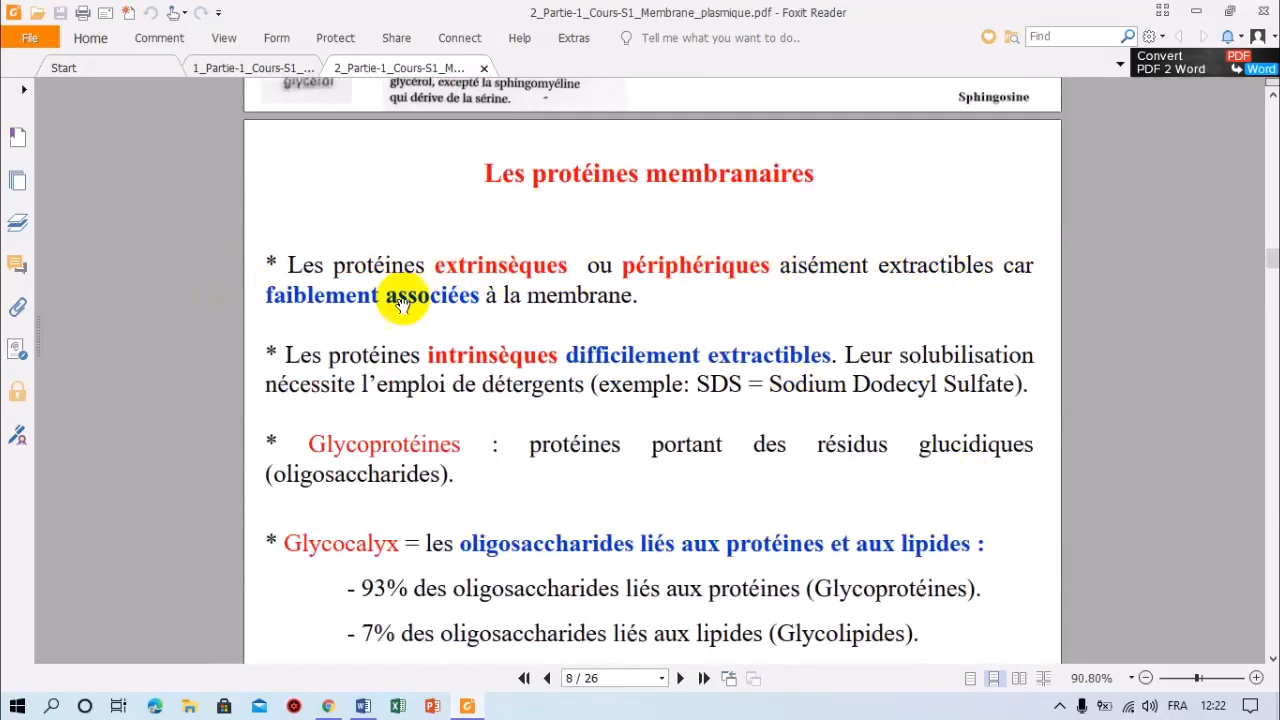 2_Partie-1_Cours-S1_Membrane_plasmique.pdf - Foxit Reader
File Home Comment View Form Protect Share Connect Help Extras Tell me what you want to do.. Find
Start 1_Partie-1_Cours-S1_... 2_Partie-1_Cours-S1_M...
Convert PDF
PDF 2 Word Word
glycérol
glycérol, excepté la sphingomyéline
qui dérive de la sérine. -
Sphingosine
Les protéines membranaires
* Les protéines extrinsèques ou périphériques aisément extractibles car
faiblement associées à la membrane.
* Les protéines intrinsèques difficilement extractibles. Leur solubilisation
nécessite l’emploi de détergents (exemple: SDS = Sodium Dodecyl Sulfate).
* Glycoprotéines : protéines portant des résidus glucidiques
(oligosaccharides).
* Glycocalyx = les oligosaccharides liés aux protéines et aux lipides :
- 93% des oligosaccharides liés aux protéines (Glycoprotéines).
- 7% des oligosaccharides liés aux lipides (Glycolipides).
8 / 26 90.80%
FRA 12:22